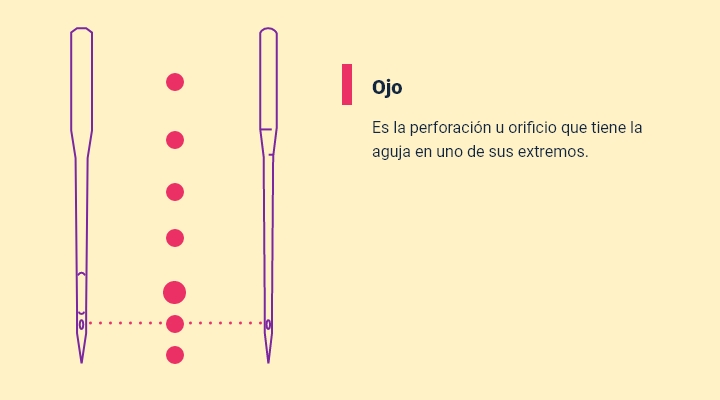 Ojo
Es la perforación u orificio que tiene la
aguja en uno de sus extremos.